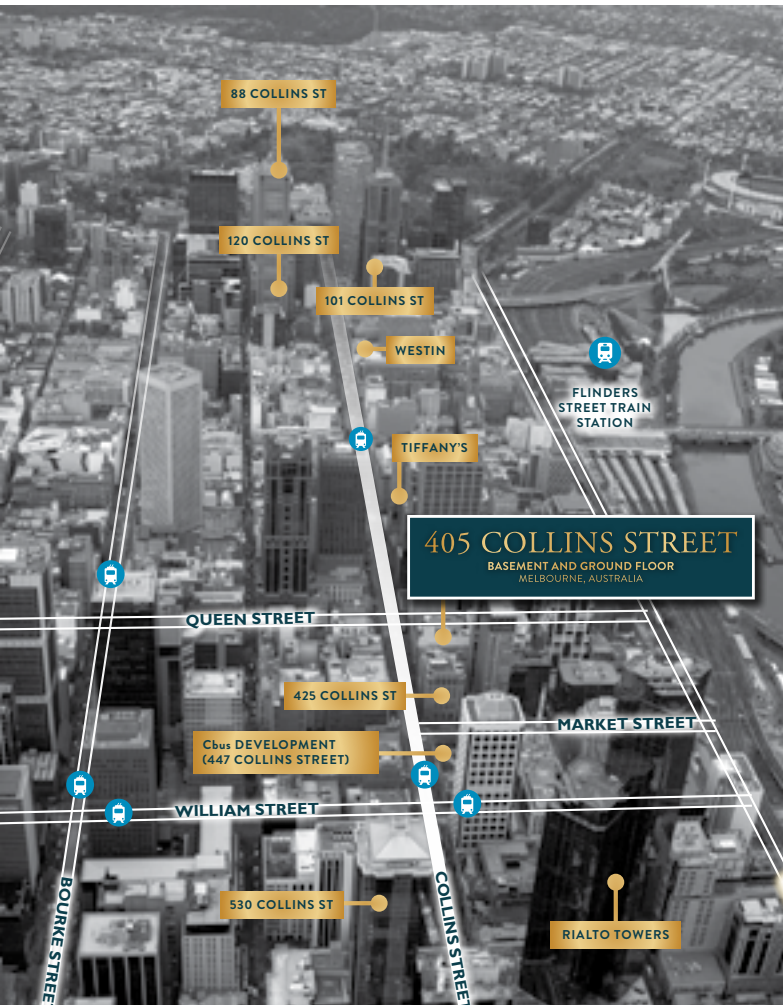 88 COLLINS ST
120 COLLINS ST
101 COLLINS ST
WESTIN
FLINDERS
STREET TRAIN
STATION
TIFFANY'S
405 COLLINS STREET
BASEMENT AND GROUND FLOOR
MELBOURNE, AUSTRALIA
QUEEN STREET
425 COLLINS ST
MARKET STREET
Cbus DEVELOPMENT
(447 COLLINS STREET)
WILLIAM STREET
BOURKE STREE
COLLINS STREET
530 COLLINS ST
RIALTO TOWERS